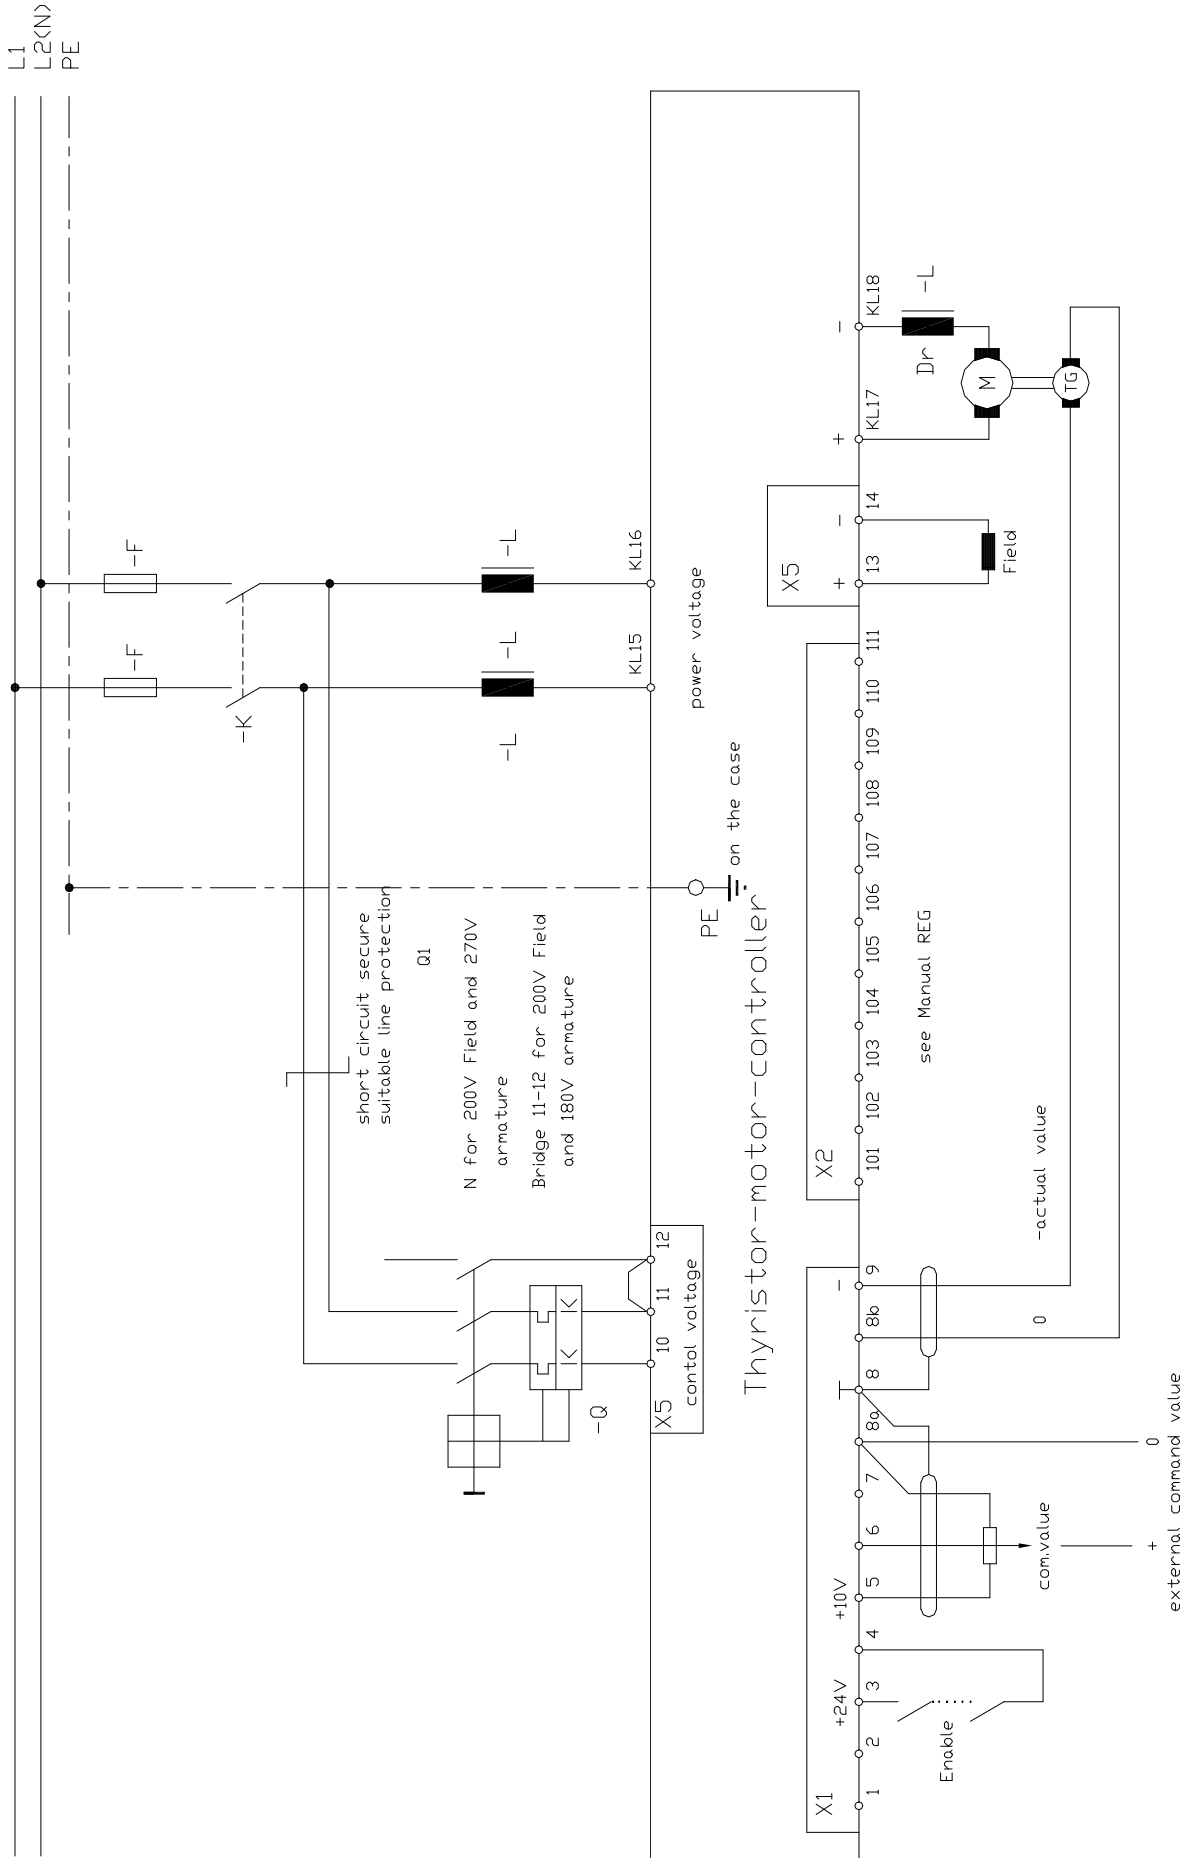 L1
L2(N)
PE
-F
-F
-K
-L
-L
-L
KL15
KL16
power voltage
PE
on the case
short circuit secure
suitable line protection
Q1
N for 200V Field and 270V
armature
Bridge 11-12 for 200V Field
and 180V armature
-Q
X5
10
11
12
contol voltage
Thyristor-motor-controller
X1
+24V
+10V
-
1
2
3
4
5
6
7
8a
8
8b
9
X2
101
102
103
104
105
106
107
108
109
110
111
see Manual REG
X5
+
-
13
14
Field
+
-
KL17
KL18
Dr
-L
M
TG
Enable
com.value
0
-actual value
+
0
external command value